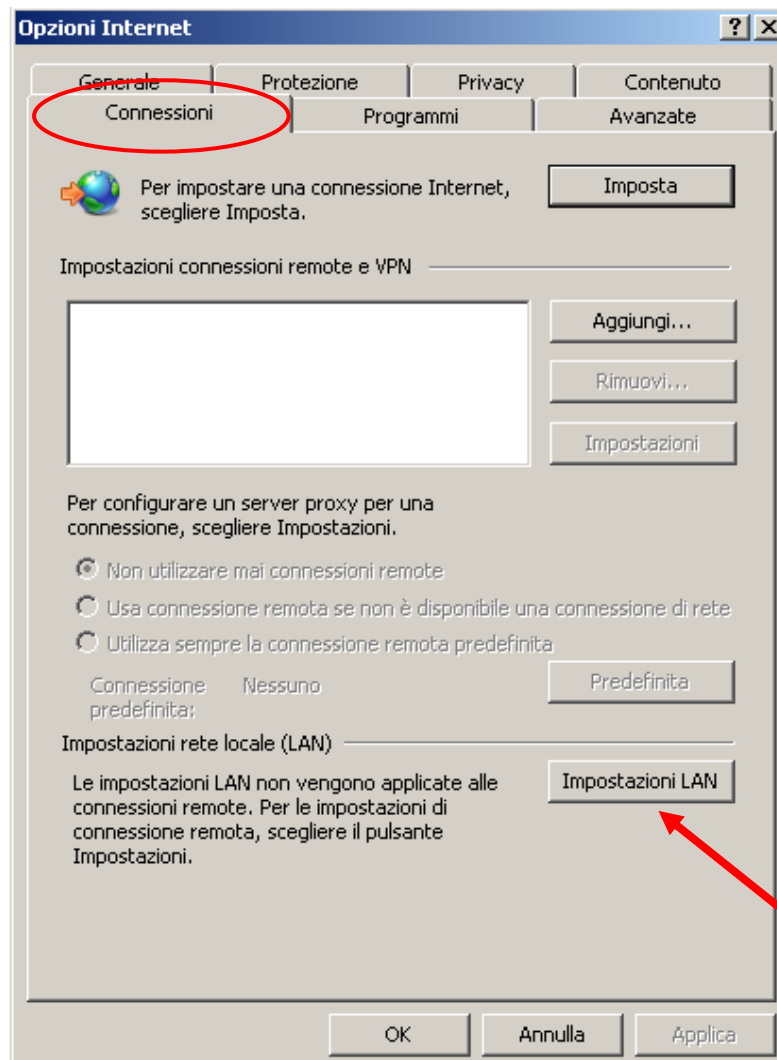 Opzioni Internet
Generale Protezione Privacy Contenuto
Connessioni Programmi Avanzate
Per impostare una connessione Internet,
scegliere Imposta.
Imposta
Impostazioni connessioni remote e VPN
Aggiungi...
Rimuovi...
Impostazioni
Per configurare un server proxy per una
connessione, scegliere Impostazioni.
Non utilizzare mai connessioni remote
Usa connessione remota se non è disponibile una connessione di rete
Utilizza sempre la connessione remota predefinita
Connessione Nessuno
predefinita:
Predefinita
Impostazioni rete locale (LAN)
Le impostazioni LAN non vengono applicate alle
connessioni remote. Per le impostazioni di
connessione remota, scegliere il pulsante
Impostazioni.
Impostazioni LAN
OK Annulla Applica